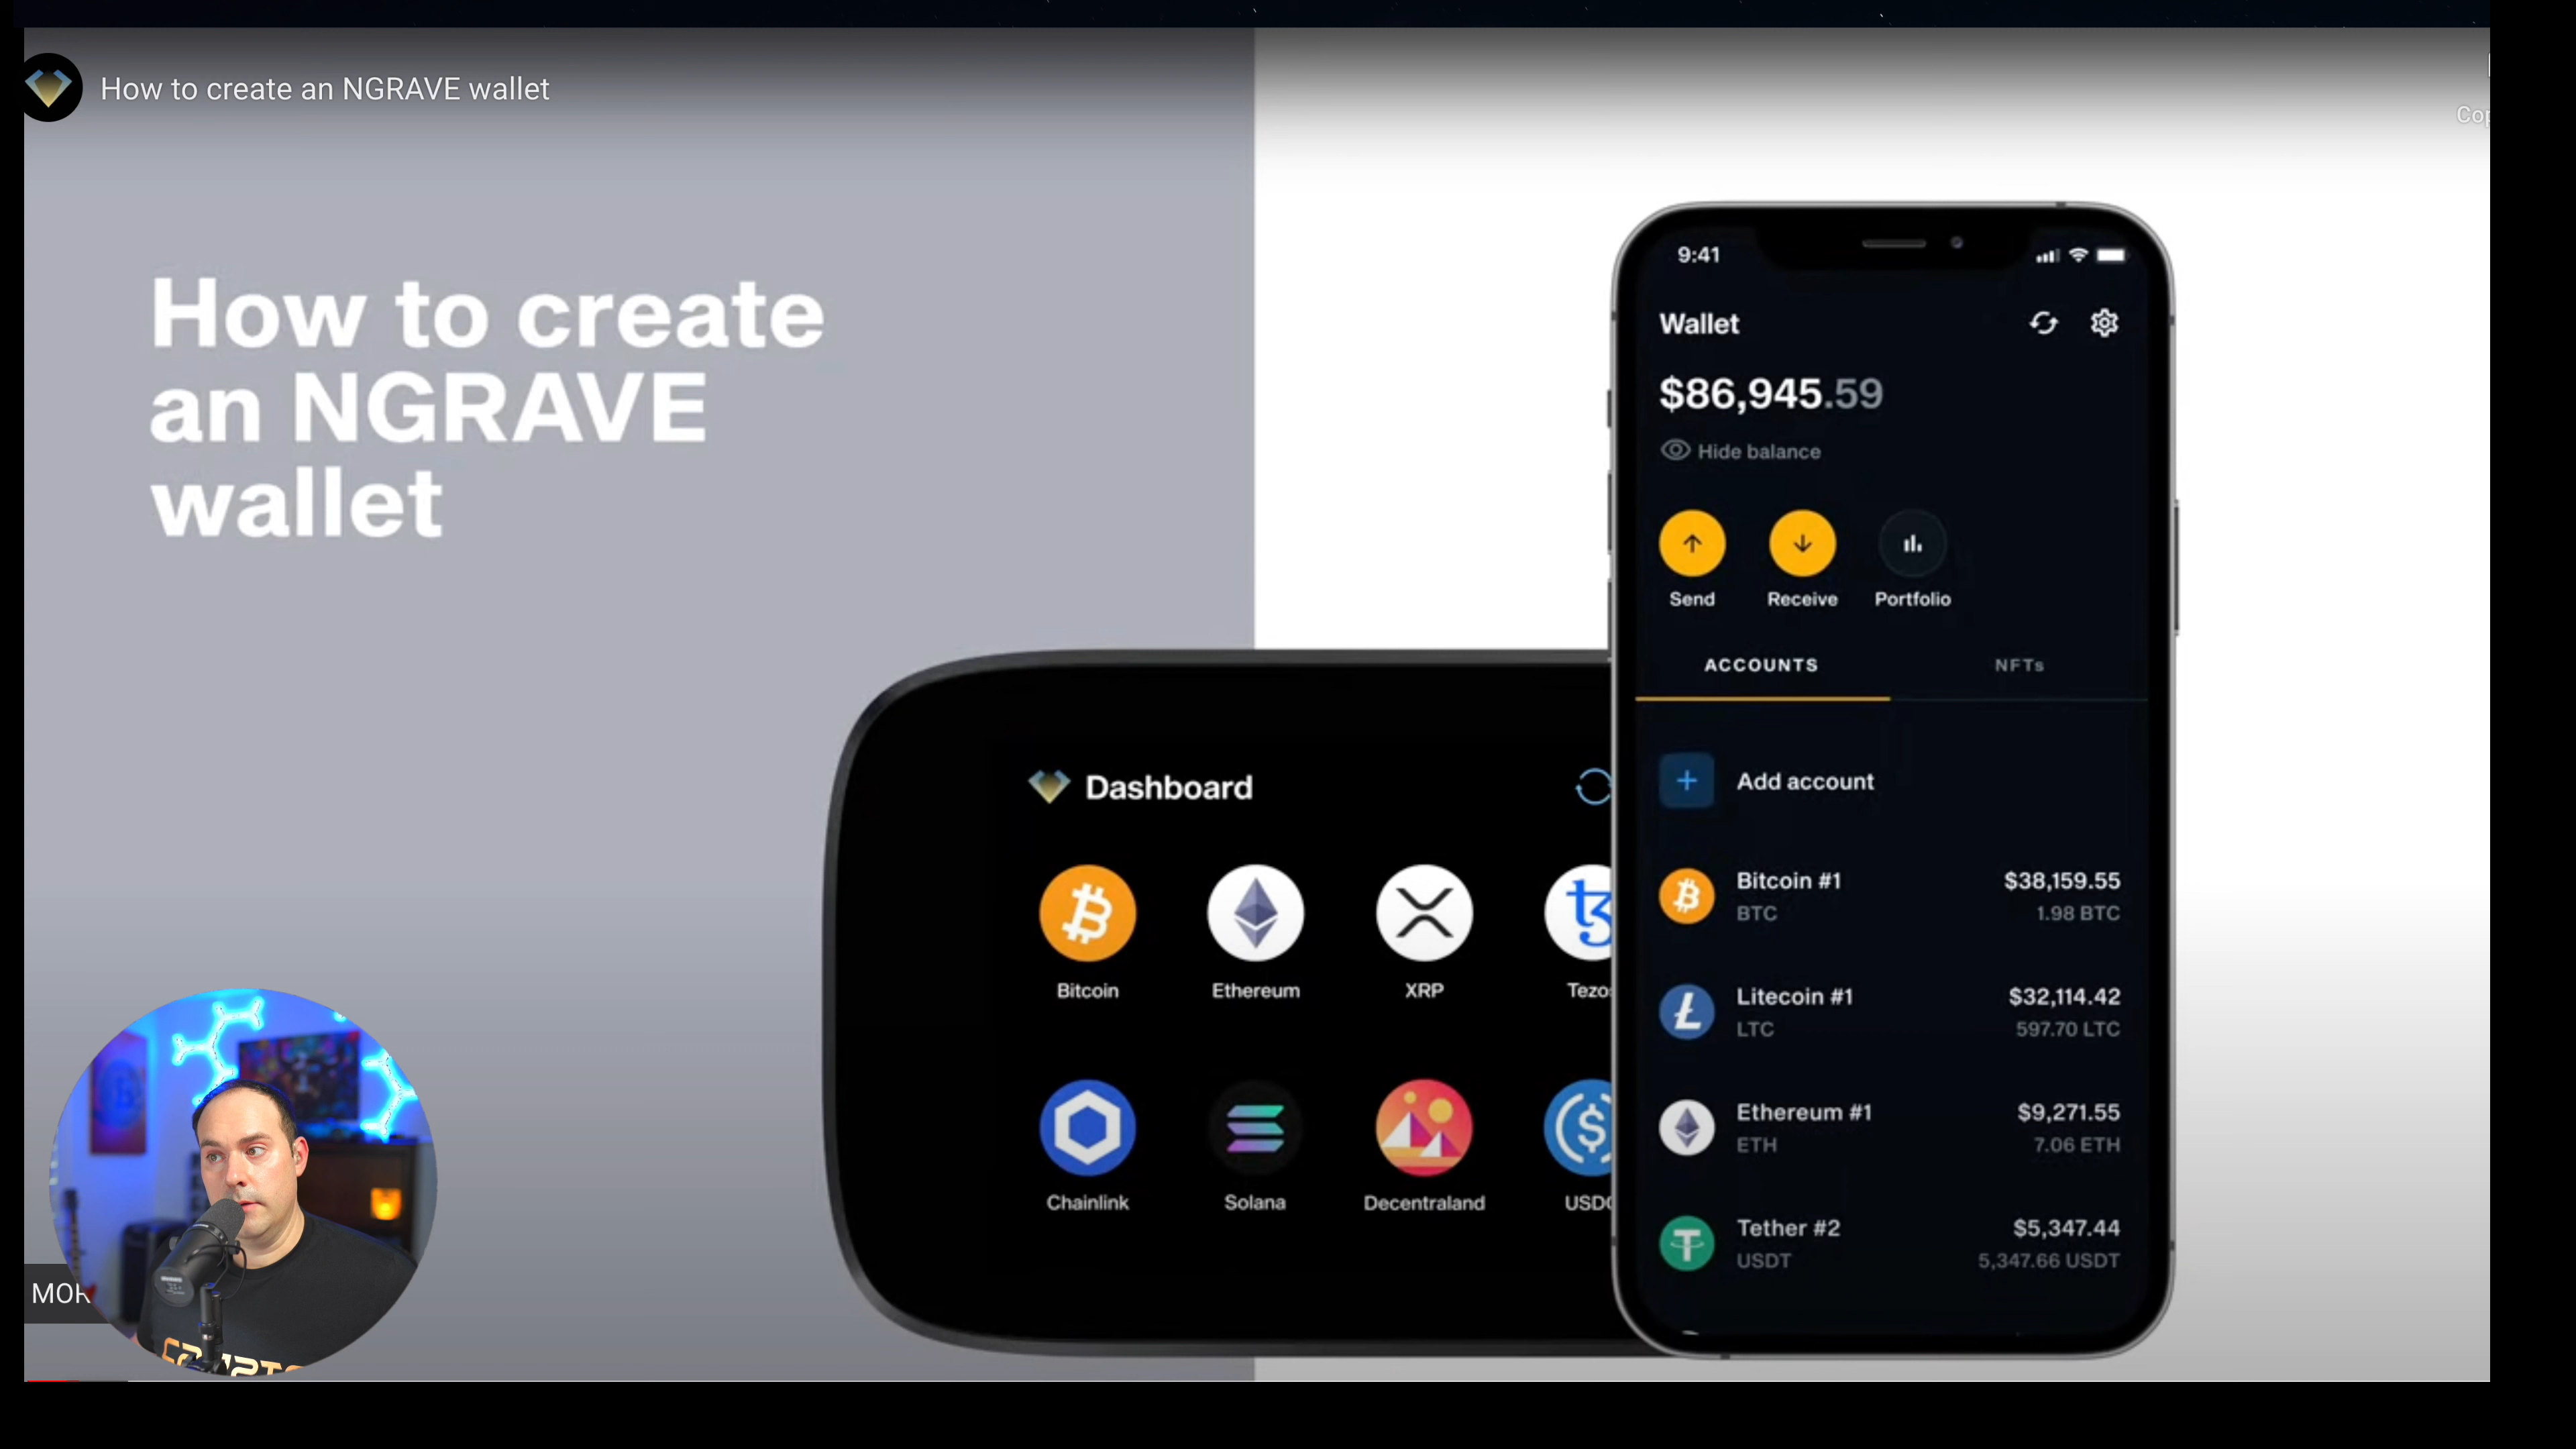 How to create an NGRAVE wallet
How to create
an NGRAVE
wallet
9:41
Wallet
$86,945.59
Hide balance
Send
Receive
Portfolio
ACCOUNTS
NFTs
Add account
Bitcoin #1
$38,159.55
BTC
1.98 BTC
Litecoin #1
$32,114.42
LTC
597.70 LTC
Ethereum #1
$9,271.55
ETH
7.06 ETH
Tether #2
$5,347.44
USDT
5,347.66 USDT
Dashboard
Bitcoin
Ethereum
XRP
Tezo
Chainlink
Solana
Decentraland
USDC